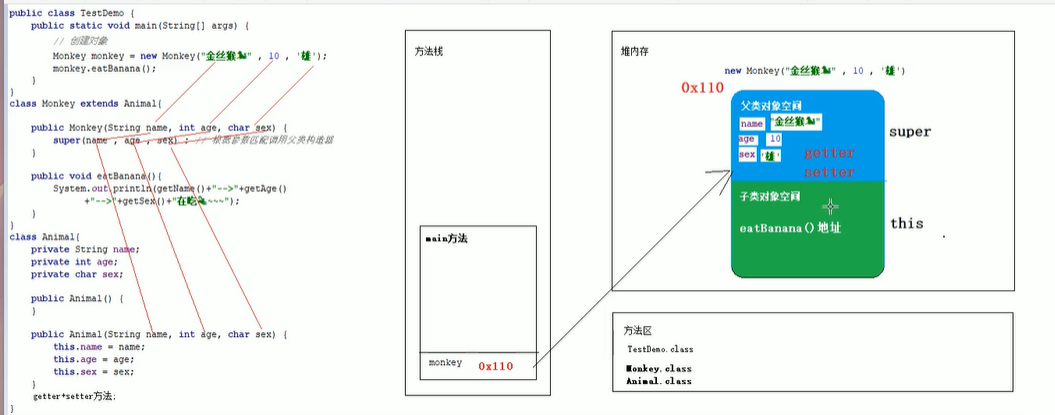 public class TestDemo {
public static void main(String[] args) {
// 创建对象
Monkey monkey = new Monkey("金丝猴🐒" , 10 , '雄');
monkey.eatBanana();
}
}
class Monkey extends Animal{
public Monkey(String name, int age, char sex) {
super(name , age , sex) ; // 根据参数匹配调用父类构造器
}
public void eatBanana(){
System.out.println(getName()+"-->"+getAge()
+"-->"+getSex()+"在吃🍌~~~");
}
}
class Animal{
private String name;
private int age;
private char sex;
public Animal() {
}
public Animal(String name, int age, char sex) {
this.name = name;
this.age = age;
this.sex = sex;
}
getter+setter方法;
}
方法栈
main方法
monkey 0x110
堆内存
new Monkey("金丝猴🐒" , 10 , '雄')
0x110
父类对象空间
name "金丝猴🐒"
age 10
sex '雄'
getter
setter
super
子类对象空间
eatBanana()地址
this
方法区
TestDemo.class
Monkey.class
Animal.class